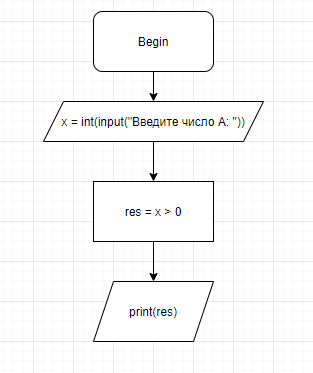 Begin
x = int(input("Введите число А: "))
res = x > 0
print(res)